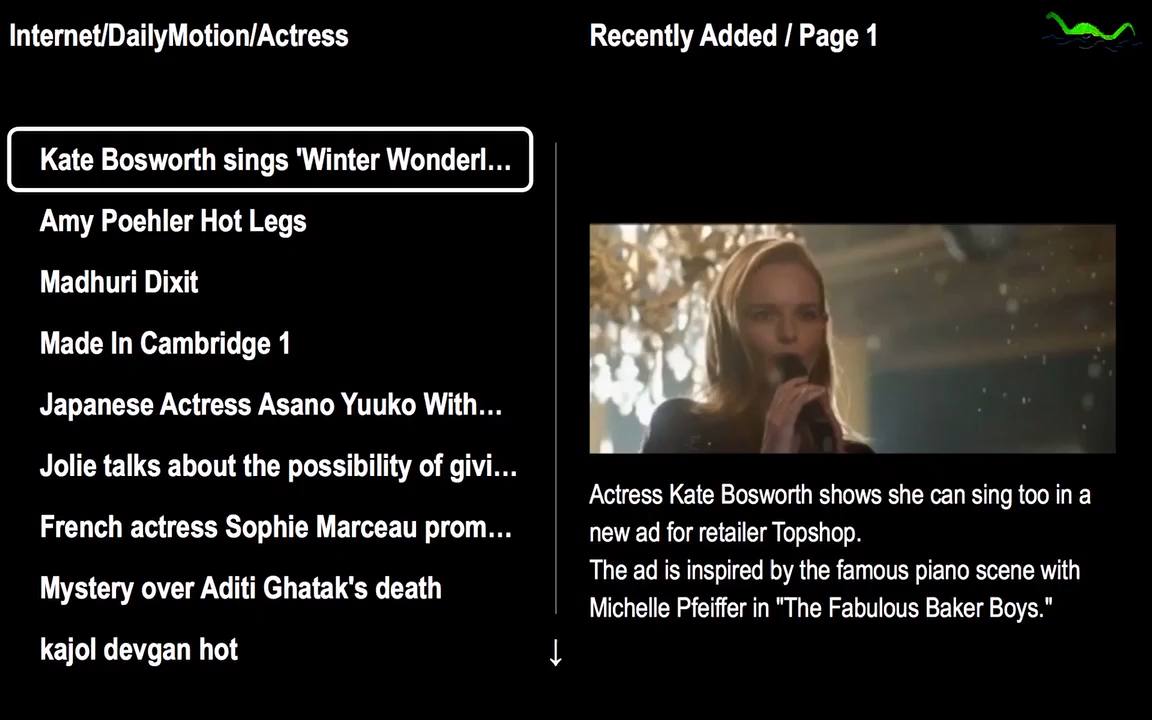 Internet/DailyMotion/Actress
Recently Added / Page 1
Kate Bosworth sings 'Winter Wonderl...
Amy Poehler Hot Legs
Madhuri Dixit
Made In Cambridge 1
Japanese Actress Asano Yuuko With...
Jolie talks about the possibility of givi...
French actress Sophie Marceau prom...
Mystery over Aditi Ghatak's death
kajol devgan hot
Actress Kate Bosworth shows she can sing too in a
new ad for retailer Topshop.
The ad is inspired by the famous piano scene with
Michelle Pfeiffer in "The Fabulous Baker Boys."